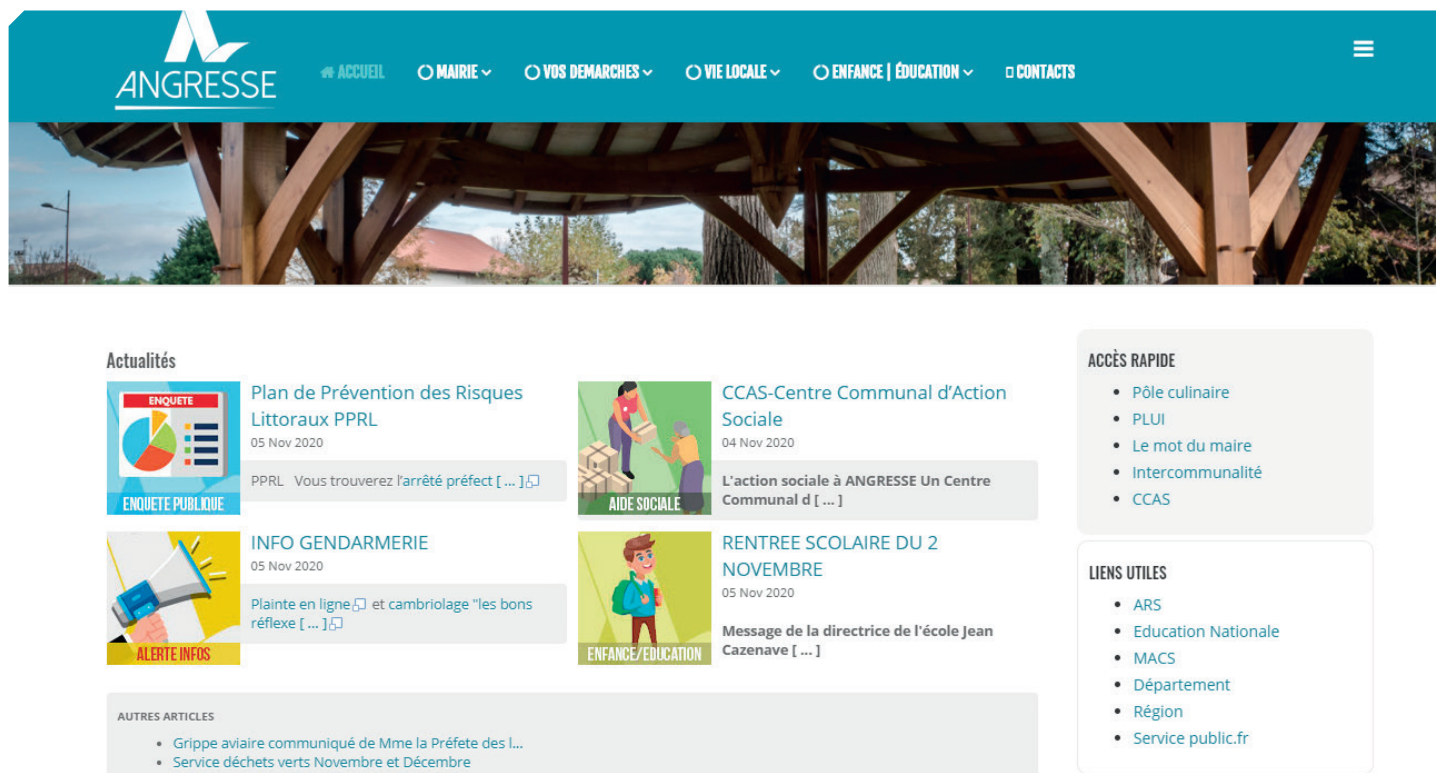 ANGRESSE
ACCUEIL
MAIRIE
VOS DEMARCHES
VIE LOCALE
ENFANCE | ÉDUCATION
CONTACTS
Actualités
ENQUETE
ENQUETE PUBLIQUE
Plan de Prévention des Risques
Littoraux PPRL
05 Nov 2020
PPRL Vous trouverez l’arrêté préfect [ ... ]
AIDE SOCIALE
CCAS-Centre Communal d’Action
Sociale
04 Nov 2020
L'action sociale à ANGRESSE Un Centre
Communal d [ ... ]
ALERTE INFOS
INFO GENDARMERIE
05 Nov 2020
Plainte en ligne et cambriolage "les bons
réflexe [ ... ]
ENFANCE/EDUCATION
RENTREE SCOLAIRE DU 2
NOVEMBRE
05 Nov 2020
Message de la directrice de l'école Jean
Cazenave [ ... ]
AUTRES ARTICLES
Grippe aviaire communiqué de Mme la Préfete des l...
Service déchets verts Novembre et Décembre
ACCÈS RAPIDE
Pôle culinaire
PLUI
Le mot du maire
Intercommunalité
CCAS
LIENS UTILES
ARS
Education Nationale
MACS
Département
Région
Service public.fr